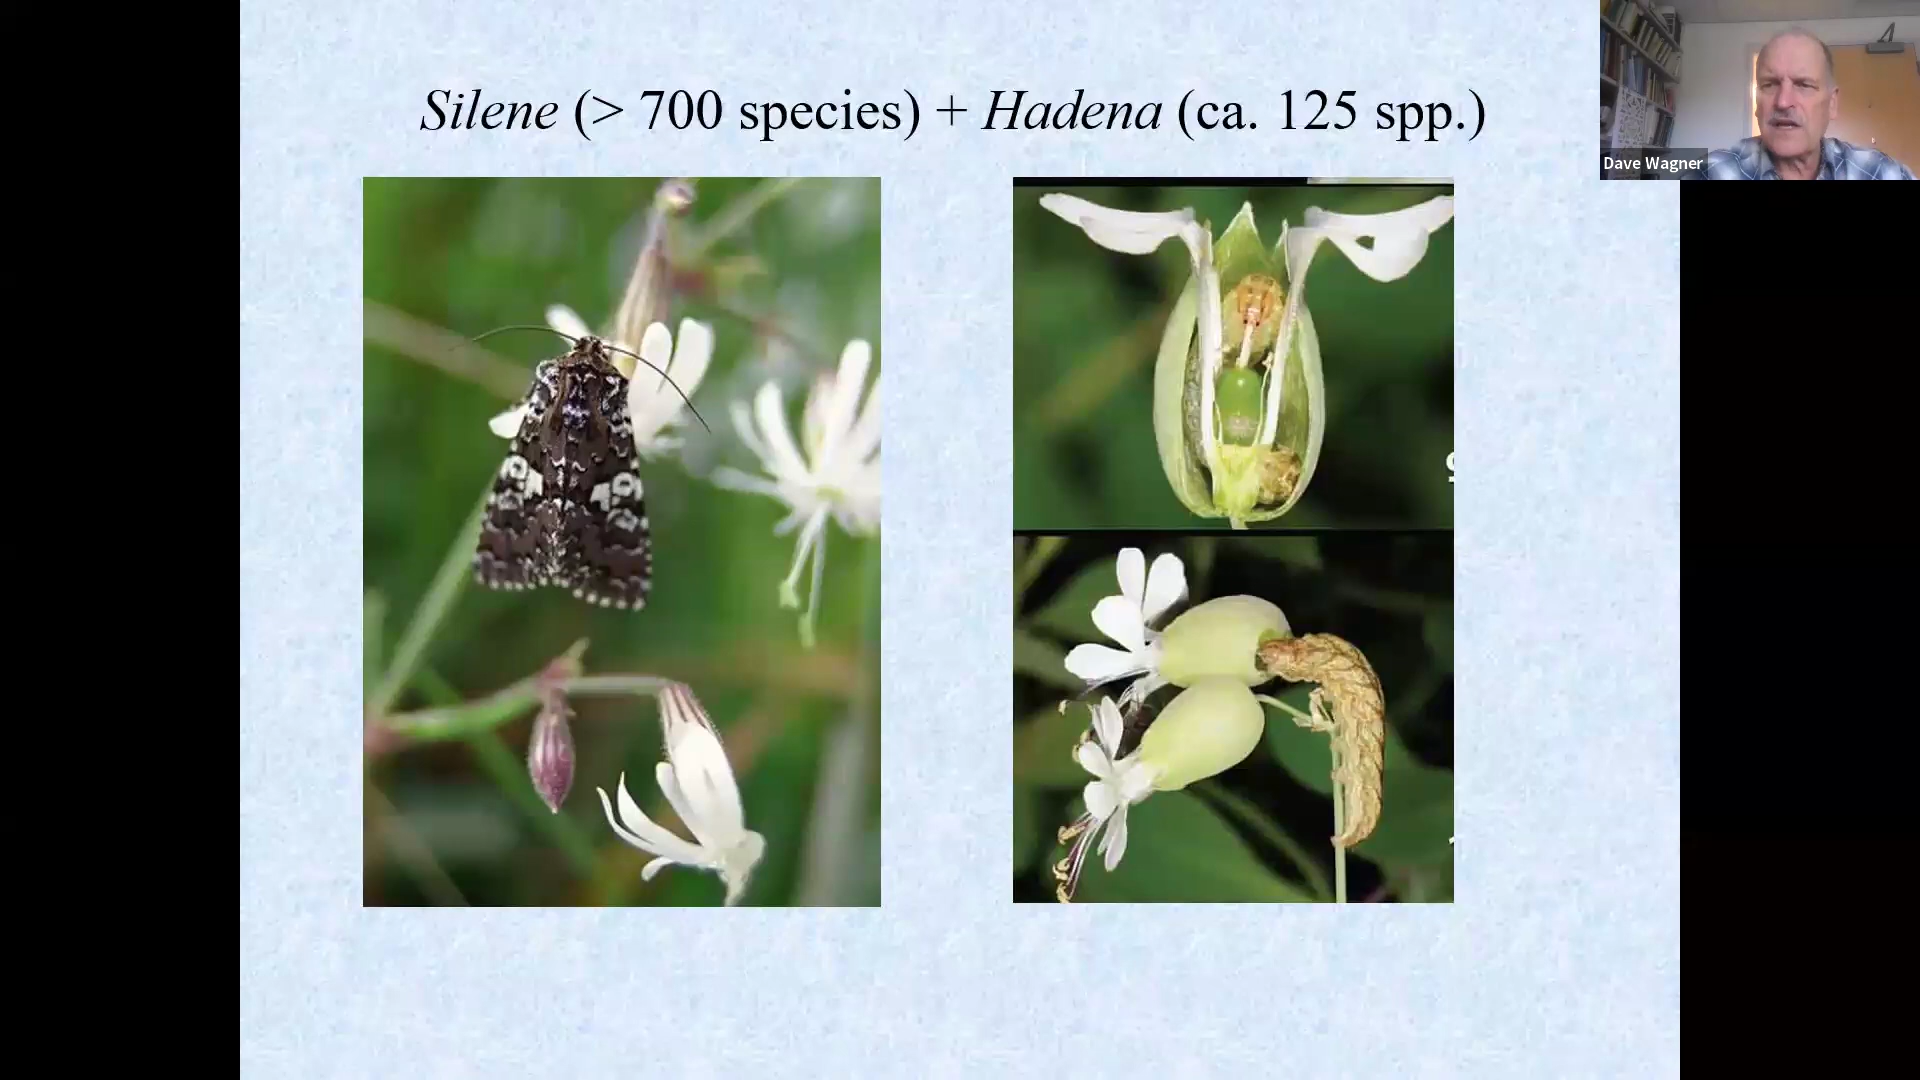 Silene (> 700 species) + Hadena (ca. 125 spp.)
Dave Wagner